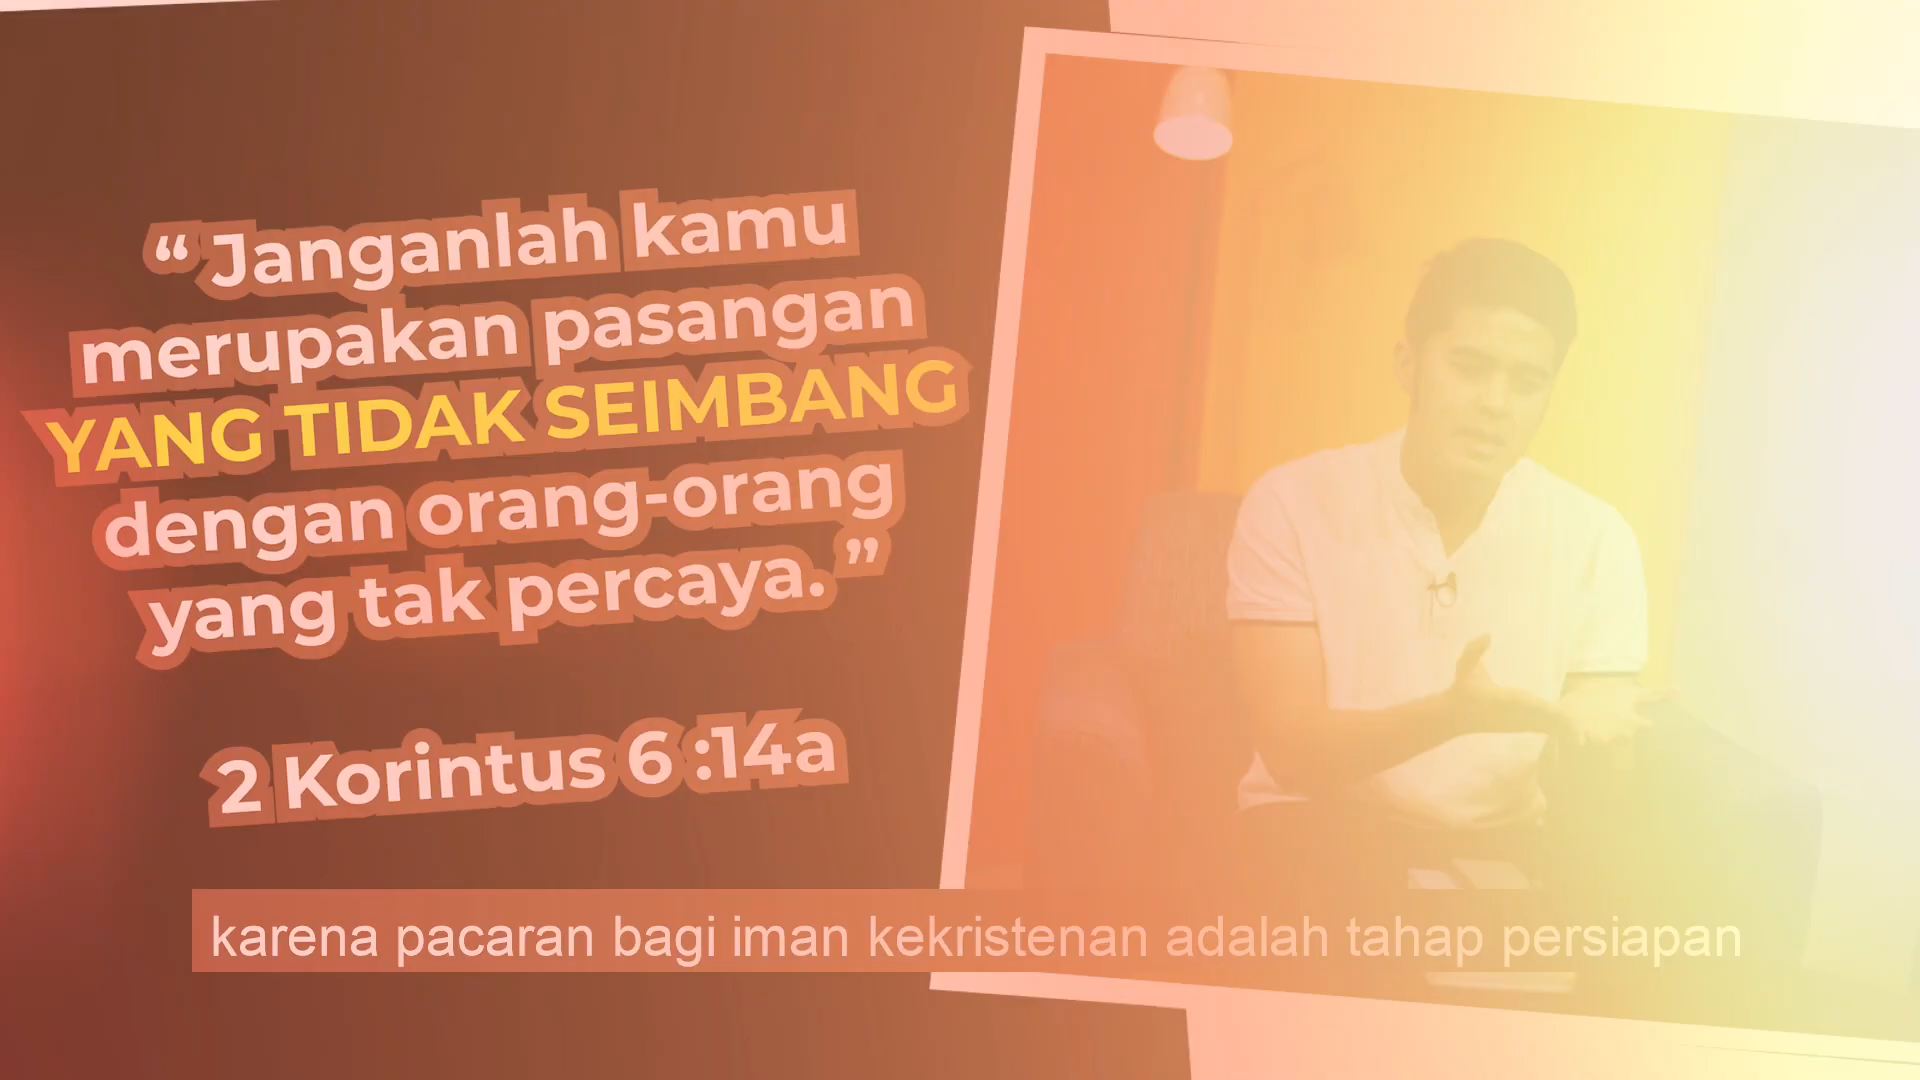 “ Janganlah kamu
merupakan pasangan
YANG TIDAK SEIMBANG
dengan orang-orang
yang tak percaya. ”
2 Korintus 6 :14a
karena pacaran bagi iman kekristenan adalah tahap persiapan